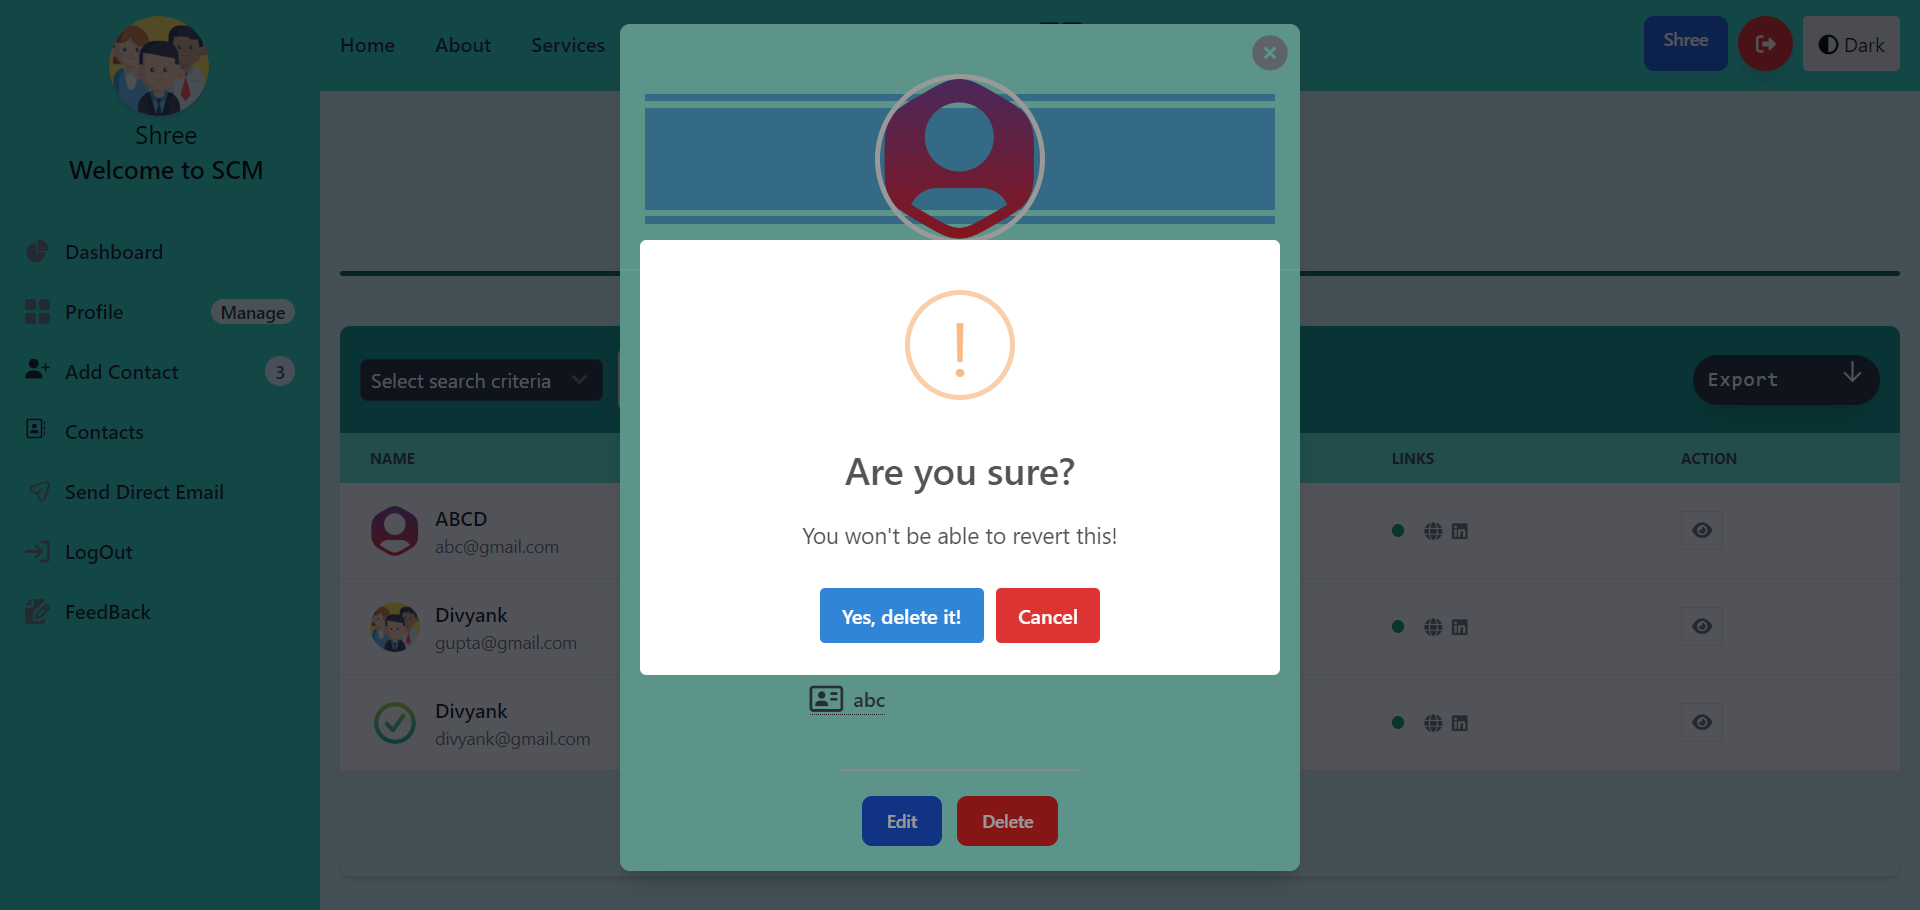 Shree
Welcome to SCM
Dashboard
Profile Manage
Add Contact 3
Contacts
Send Direct Email
LogOut
FeedBack
Home About Services
Shree Dark
Select search criteria
Export
NAME LINKS ACTION
ABCD
abc@gmail.com
Divyank
gupta@gmail.com
Divyank
divyank@gmail.com
Are you sure?
You won't be able to revert this!
Yes, delete it! Cancel
abc
Edit Delete